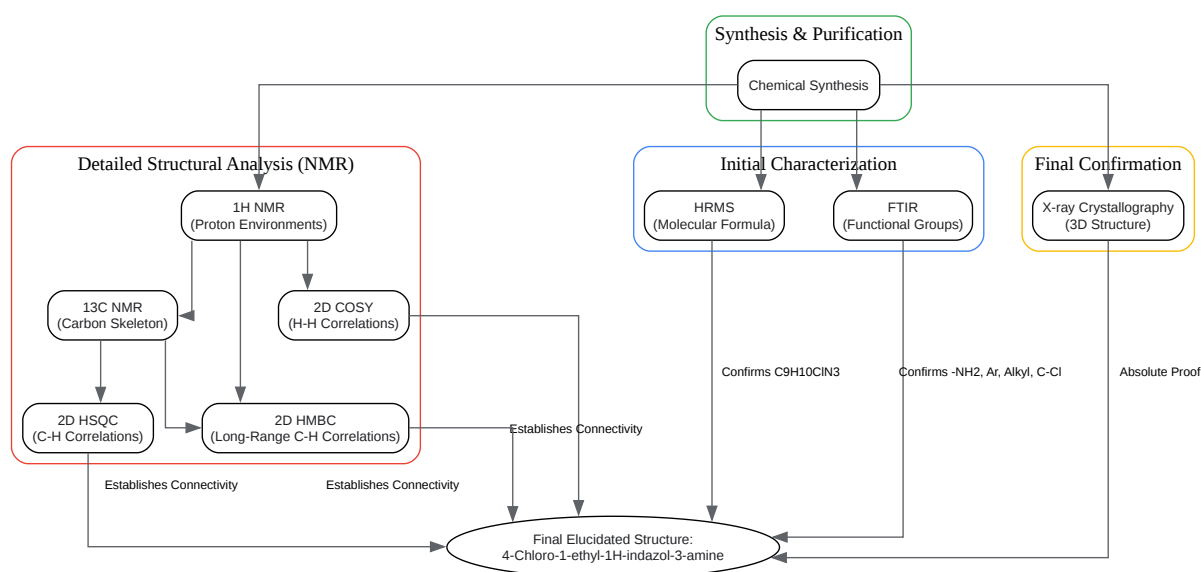 Synthesis & Purification
Chemical Synthesis
Detailed Structural Analysis (NMR)
1H NMR
(Proton Environments)
13C NMR
(Carbon Skeleton)
2D COSY
(H-H Correlations)
2D HSQC
(C-H Correlations)
2D HMBC
(Long-Range C-H Correlations)
Initial Characterization
HRMS
(Molecular Formula)
FTIR
(Functional Groups)
Final Confirmation
X-ray Crystallography
(3D Structure)
Confirms C9H10ClN3
Confirms -NH2, Ar, Alkyl, C-Cl
Absolute Proof
Establishes Connectivity
Establishes Connectivity
Establishes Connectivity
Final Elucidated Structure:
4-Chloro-1-ethyl-1H-indazol-3-amine